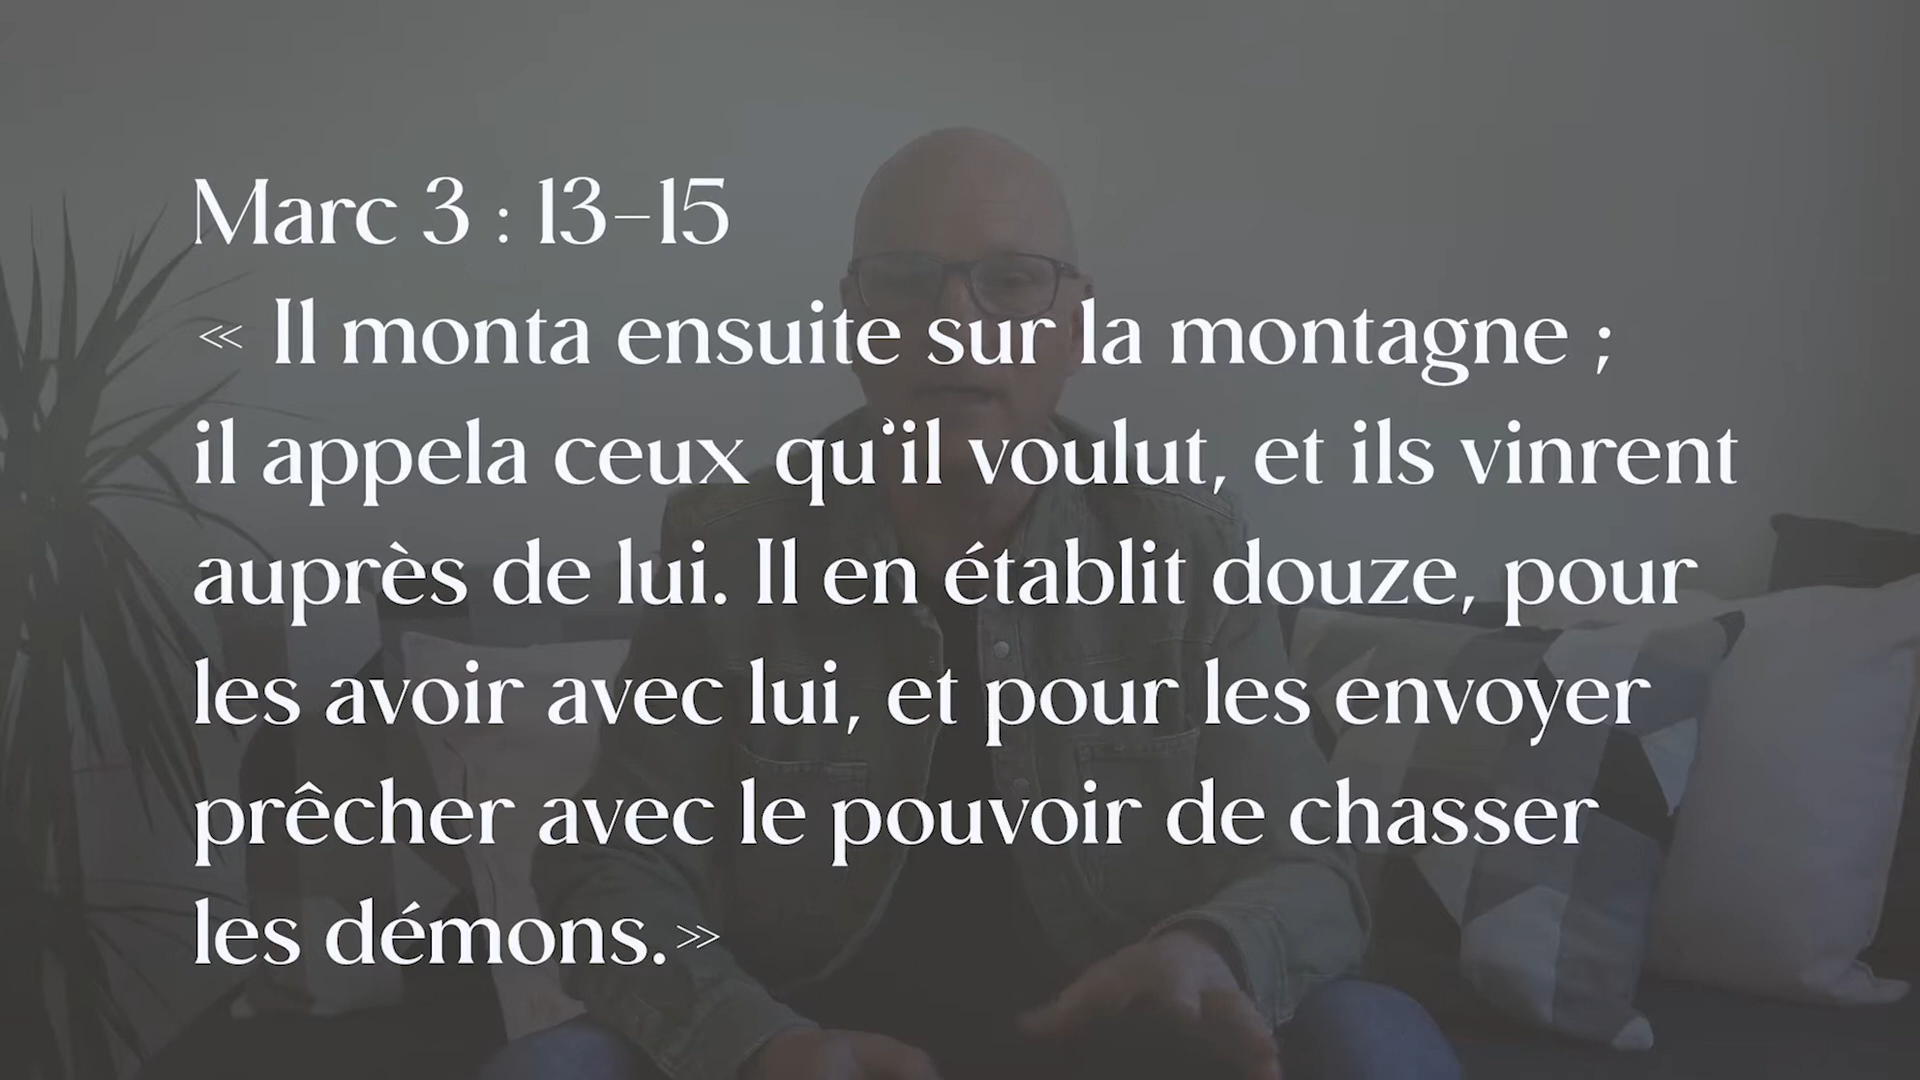 Marc 3 : 13–15
« Il monta ensuite sur la montagne ;
il appela ceux qu'il voulut, et ils vinrent
auprès de lui. Il en établit douze, pour
les avoir avec lui, et pour les envoyer
prêcher avec le pouvoir de chasser
les démons.»